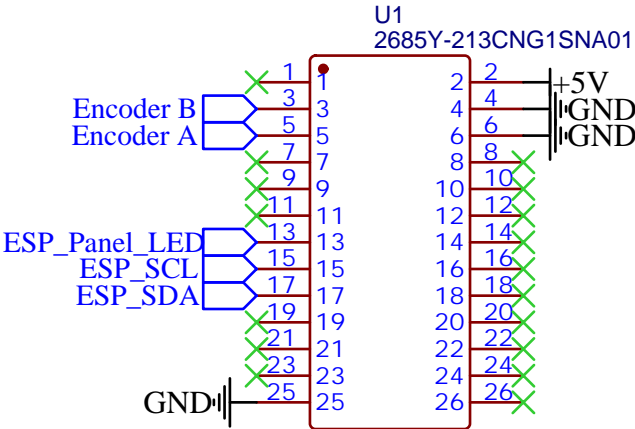 U1
2685Y-213CNG1SNA01
1 1 2 2 +5V
Encoder B 3 3 4 4 GND
Encoder A 5 5 6 6 GND
7 7 8 8
9 9 10 10
11 11 12 12
ESP_Panel_LED 13 13 14 14
ESP_SCL 15 15 16 16
ESP_SDA 17 17 18 18
19 19 20 20
21 21 22 22
23 23 24 24
GND 25 25 26 26